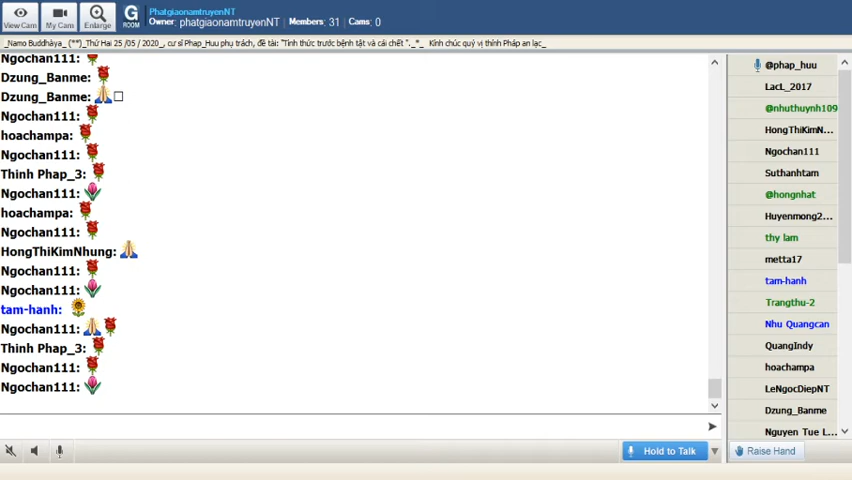 View Cam
My Cam
Enlarge
G
ROOM
PhatgiaonamtruyenNT
Owner: phatgiaonamtruyenNT Members: 31 Cams: 0
_Namo Buddhàya_ (**)_Thứ Hai 25 /05 / 2020_, cư sĩ Phap_Huu phụ trách, đề tài: "Tỉnh thức trước bệnh tật và cái chết "._*_ Kính chúc quý vị thính Pháp an lạc_
Ngochan111:
Dzung_Banme:
Dzung_Banme:
Ngochan111:
hoachampa:
Ngochan111:
Thinh Phap_3:
Ngochan111:
hoachampa:
Ngochan111:
HongThiKimNhung:
Ngochan111:
Ngochan111:
tam-hanh:
Ngochan111:
Thinh Phap_3:
Ngochan111:
Ngochan111:
@phap_huu
LacL_2017
@nhuthuynh109
HongThiKimN...
Ngochan111
Suthanhtam
@hongnhat
Huyenmong2...
thy lam
metta17
tam-hanh
Trangthu-2
Nhu Quangcan
QuangIndy
hoachampa
LeNgocDiepNT
Dzung_Banme
Nguyen Tue L...
Hold to Talk
Raise Hand